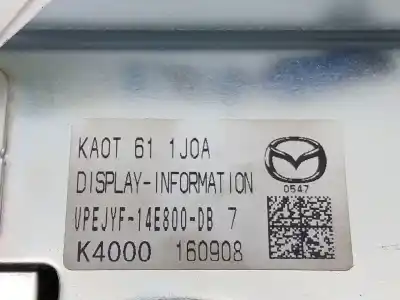 KA0T 61 1J0A
0547
DISPLAY-INFORMATION
VPEJYF-14E800-DB 7
K4000 160908